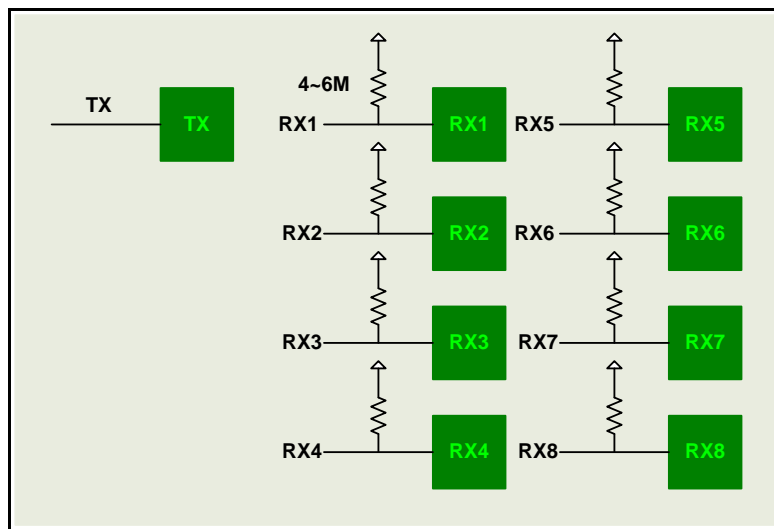 4~6M
TX TX RX1 RX1 RX5 RX5
RX2 RX2 RX6 RX6
RX3 RX3 RX7 RX7
RX4 RX4 RX8 RX8